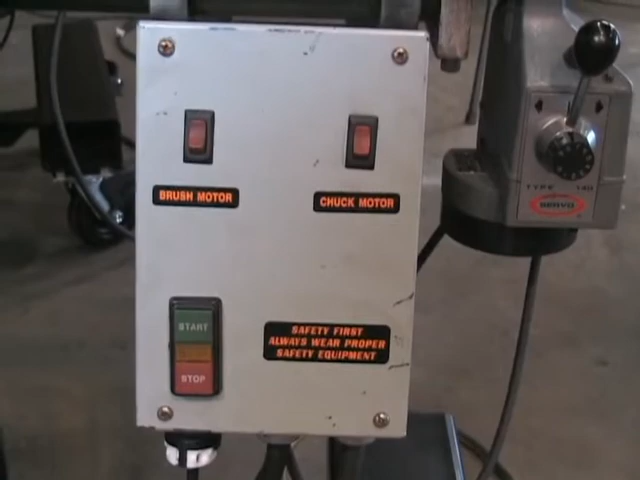 BRUSH MOTOR
CHUCK MOTOR
START
STOP
SAFETY FIRST
ALWAYS WEAR PROPER
SAFETY EQUIPMENT
TYPE 140
SERVO